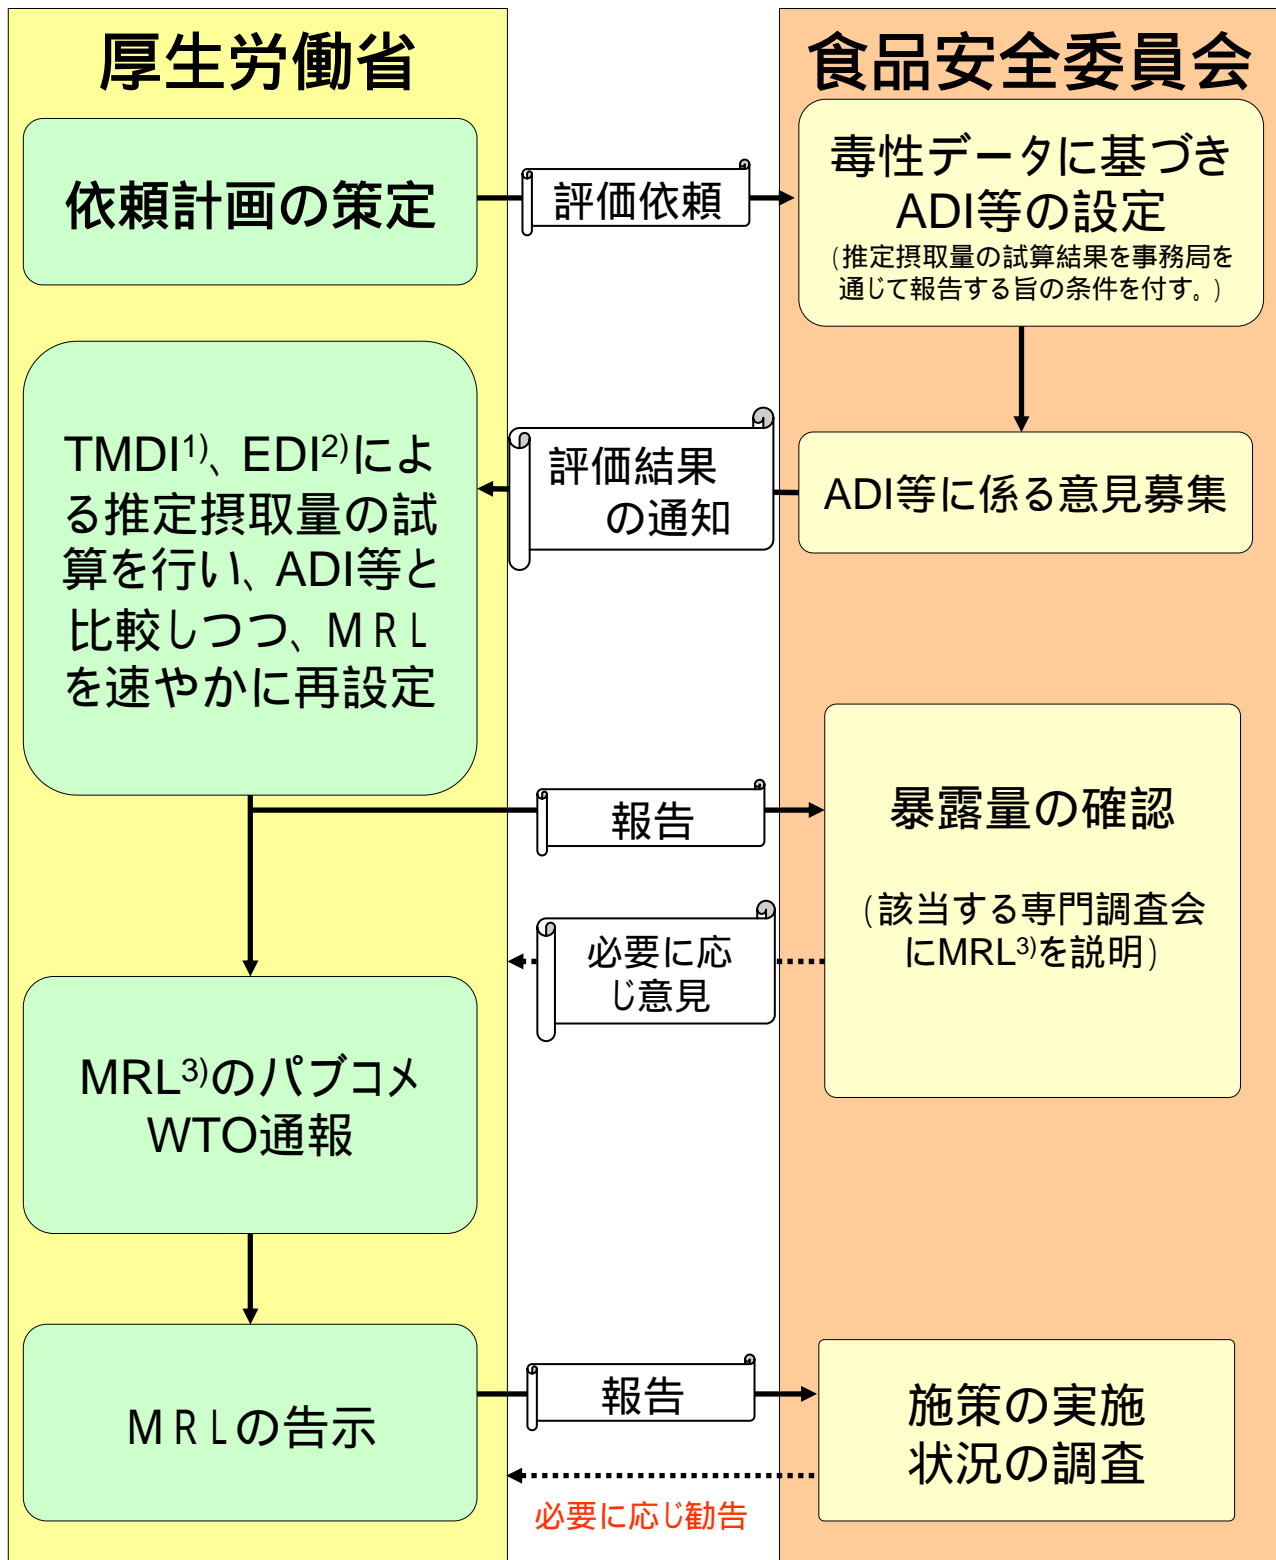 厚生労働省
食品安全委員会
依頼計画の策定
評価依頼
毒性データに基づき
ADI等の設定
(推定摂取量の試算結果を事務局を
通じて報告する旨の条件を付す。)
ADI等に係る意見募集
評価結果
の通知
TMDI1)、EDI2)によ
る推定摂取量の試
算を行い、ADI等と
比較しつつ、ＭＲＬ
を速やかに再設定
報告
暴露量の確認
(該当する専門調査会
にMRL3)を説明)
必要に応
じ意見
MRL3)のパブコメ
WTO通報
ＭＲＬの告示
報告
施策の実施
状況の調査
必要に応じ勧告